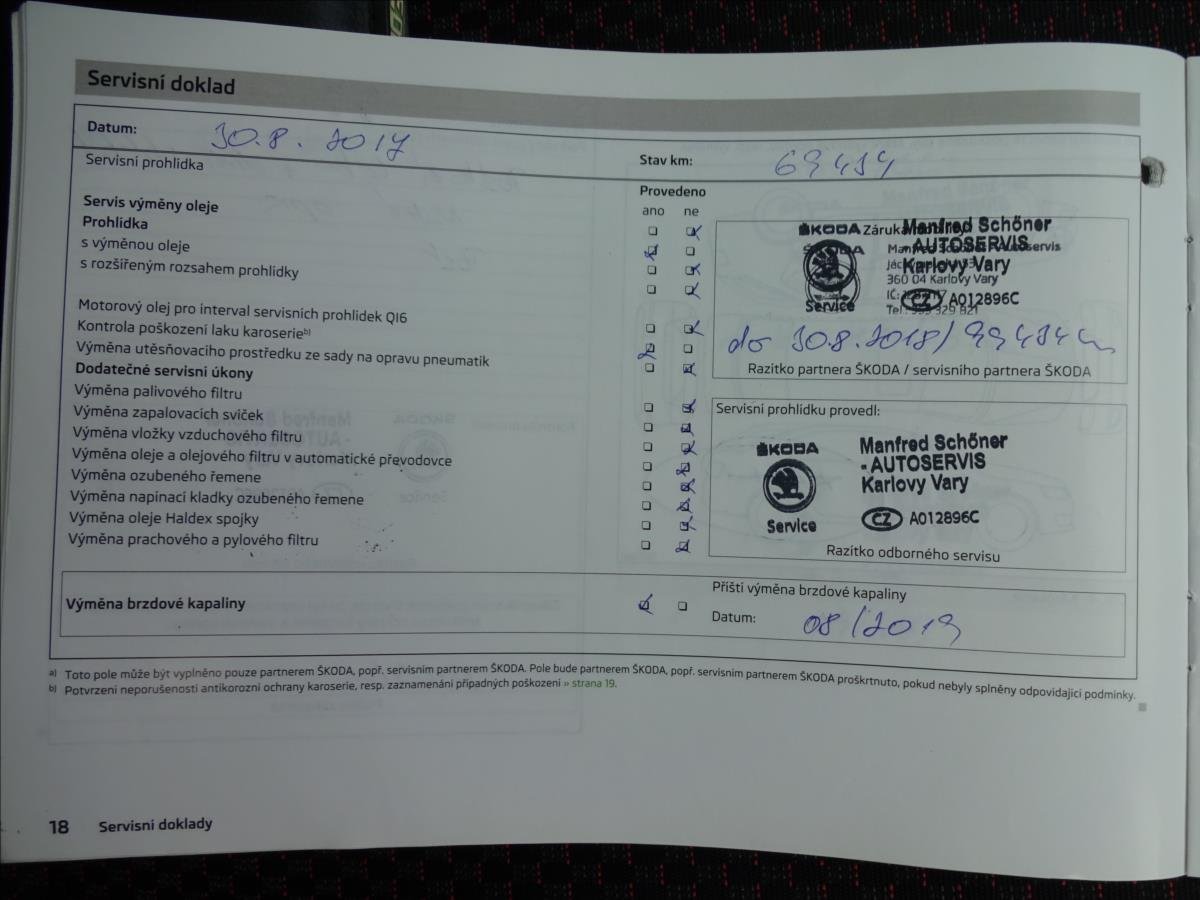 Servisní doklad
Datum: 30.8.2017
Stav km: 69434
Servisní prohlídka
Provedeno
ano ne
Servis výměny oleje
Prohlídka
s výměnou oleje
s rozšířeným rozsahem prohlídky
Motorový olej pro interval servisních prohlídek QI6
Kontrola poškození laku karoserie b)
Výměna utěsňovacího prostředku ze sady na opravu pneumatik
Dodatečné servisní úkony
Výměna palivového filtru
Výměna zapalovacích svíček
Výměna vložky vzduchového filtru
Výměna oleje a olejového filtru v automatické převodovce
Výměna ozubeného řemene
Výměna napínací kladky ozubeného řemene
Výměna oleje Haldex spojky
Výměna prachového a pylového filtru
ŠKODA Záruka
Manfred Schöner
- AUTOSERVIS
Karlovy Vary
360 04 Karlovy Vary
IČ:
CZ A012896C
Service
Tel.: 329 821
do 30.8.2018/99434 km
Razítko partnera ŠKODA / servisního partnera ŠKODA
Servisní prohlídku provedl:
ŠKODA
Service
Manfred Schöner
- AUTOSERVIS
Karlovy Vary
CZ A012896C
Razítko odborného servisu
Výměna brzdové kapaliny
Příští výměna brzdové kapaliny
Datum: 08/2019
a) Toto pole může být vyplněno pouze partnerem ŠKODA, popř. servisním partnerem ŠKODA. Pole bude partnerem ŠKODA, popř. servisním partnerem ŠKODA proškrtnuto, pokud nebyly splněny odpovídající podmínky.
b) Potvrzení neporušenosti antikorozní ochrany karoserie, resp. zaznamenání případných poškození » strana 19.
18 Servisní doklady